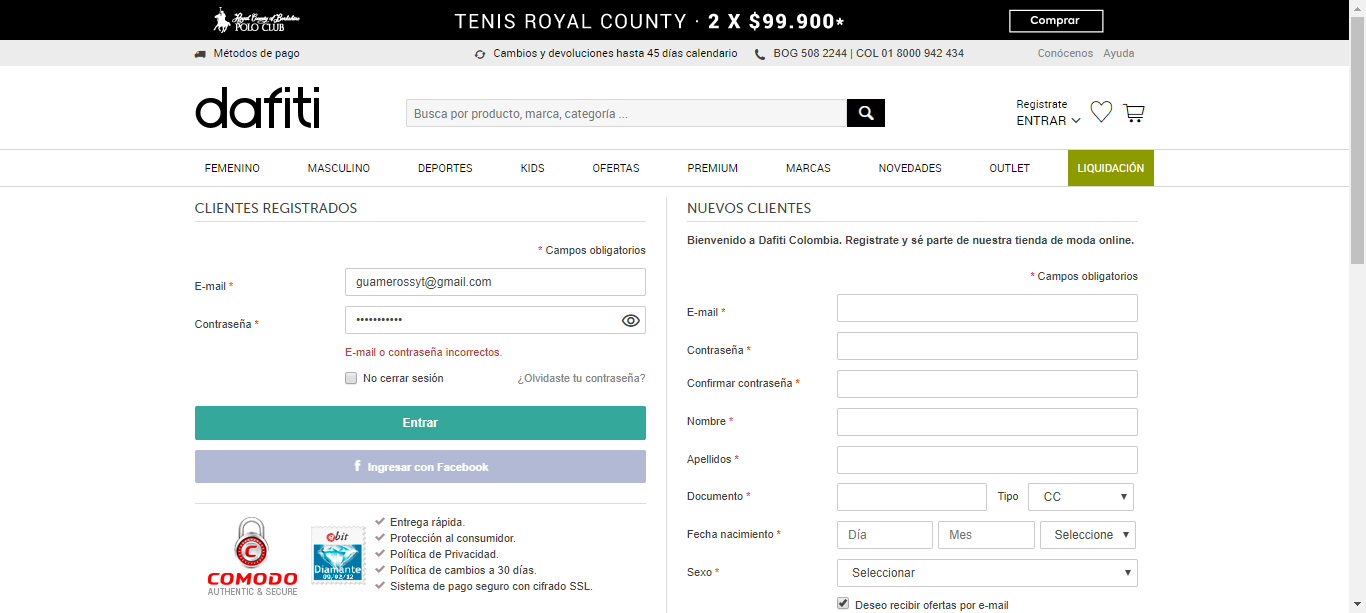 Royal County of Berkshire
POLO CLUB
TENIS ROYAL COUNTY · 2 X $99.900*
Comprar
Métodos de pago
Cambios y devoluciones hasta 45 días calendario
BOG 508 2244 | COL 01 8000 942 434
Conócenos Ayuda
dafiti
Busca por producto, marca, categoría ...
Registrate
ENTRAR
FEMENINO MASCULINO DEPORTES KIDS OFERTAS PREMIUM MARCAS NOVEDADES OUTLET LIQUIDACIÓN
CLIENTES REGISTRADOS
* Campos obligatorios
E-mail *
guamerossyt@gmail.com
Contraseña *
•••••••••••
E-mail o contraseña incorrectos.
No cerrar sesión
¿Olvidaste tu contraseña?
Entrar
f Ingresar con Facebook
COMODO
AUTHENTIC & SECURE
ebit
Diamante
09/02/12
Entrega rápida.
Protección al consumidor.
Política de Privacidad.
Política de cambios a 30 días.
Sistema de pago seguro con cifrado SSL.
NUEVOS CLIENTES
Bienvenido a Dafiti Colombia. Registrate y sé parte de nuestra tienda de moda online.
* Campos obligatorios
E-mail *
Contraseña *
Confirmar contraseña *
Nombre *
Apellidos *
Documento *
Tipo
CC
Fecha nacimiento *
Día
Mes
Seleccione
Sexo *
Seleccionar
Deseo recibir ofertas por e-mail